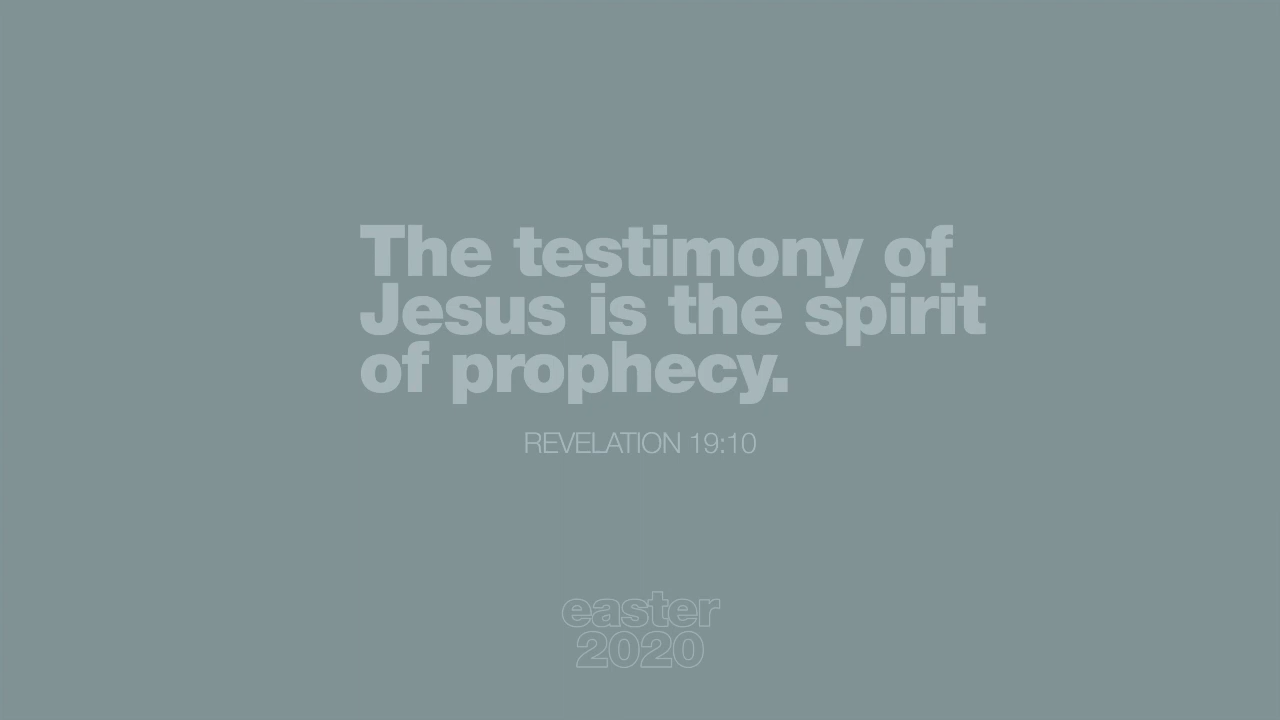 The testimony of
Jesus is the spirit
of prophecy.
REVELATION 19:10
easter
2020